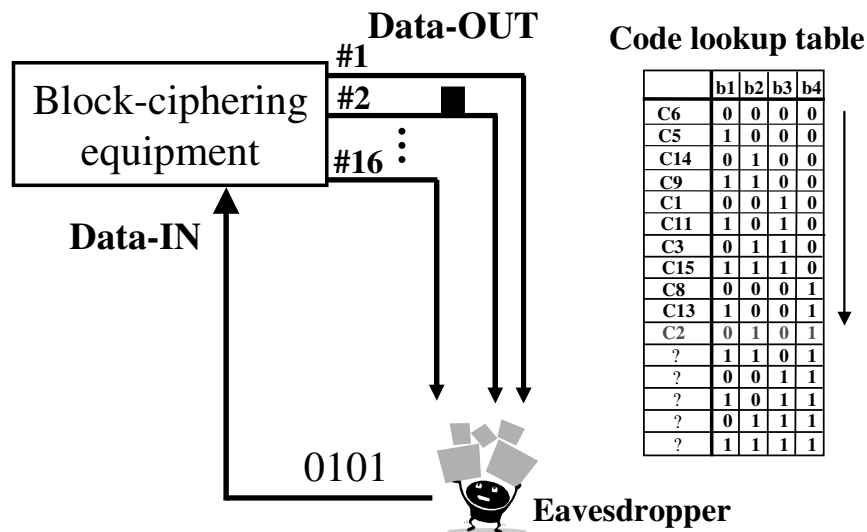 Data-OUT
#1
Block-ciphering
equipment
#2
#16
Data-IN
0101
Eavesdropper
Code lookup table
b1 b2 b3 b4
C6 0 0 0 0
C5 1 0 0 0
C14 0 1 0 0
C9 1 1 0 0
C1 0 0 1 0
C11 1 0 1 0
C3 0 1 1 0
C15 1 1 1 0
C8 0 0 0 1
C13 1 0 0 1
C2 0 1 0 1
? 1 1 0 1
? 0 0 1 1
? 1 0 1 1
? 0 1 1 1
? 1 1 1 1